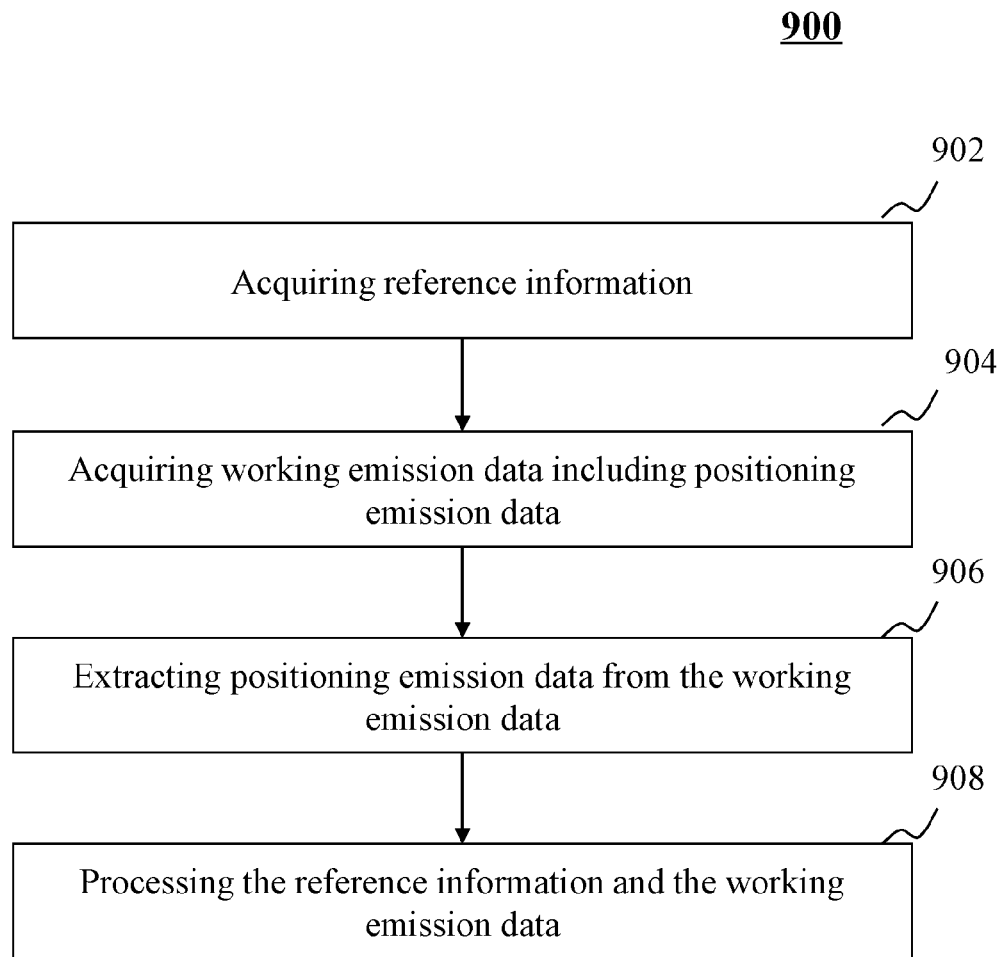 900
902
Acquiring reference information
904
Acquiring working emission data including positioning
emission data
906
Extracting positioning emission data from the working
emission data
908
Processing the reference information and the working
emission data